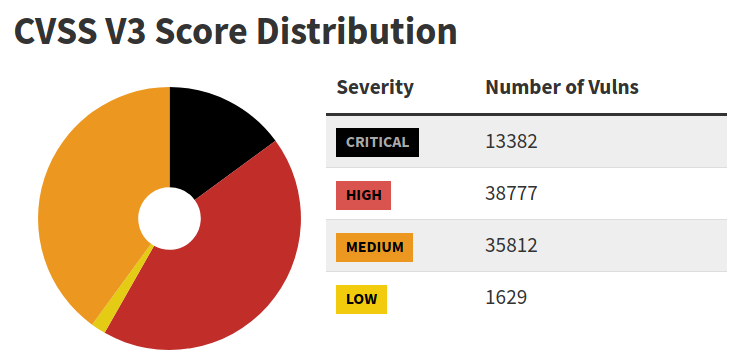 CVSS V3 Score Distribution
Severity Number of Vulns
CRITICAL 13382
HIGH 38777
MEDIUM 35812
LOW 1629